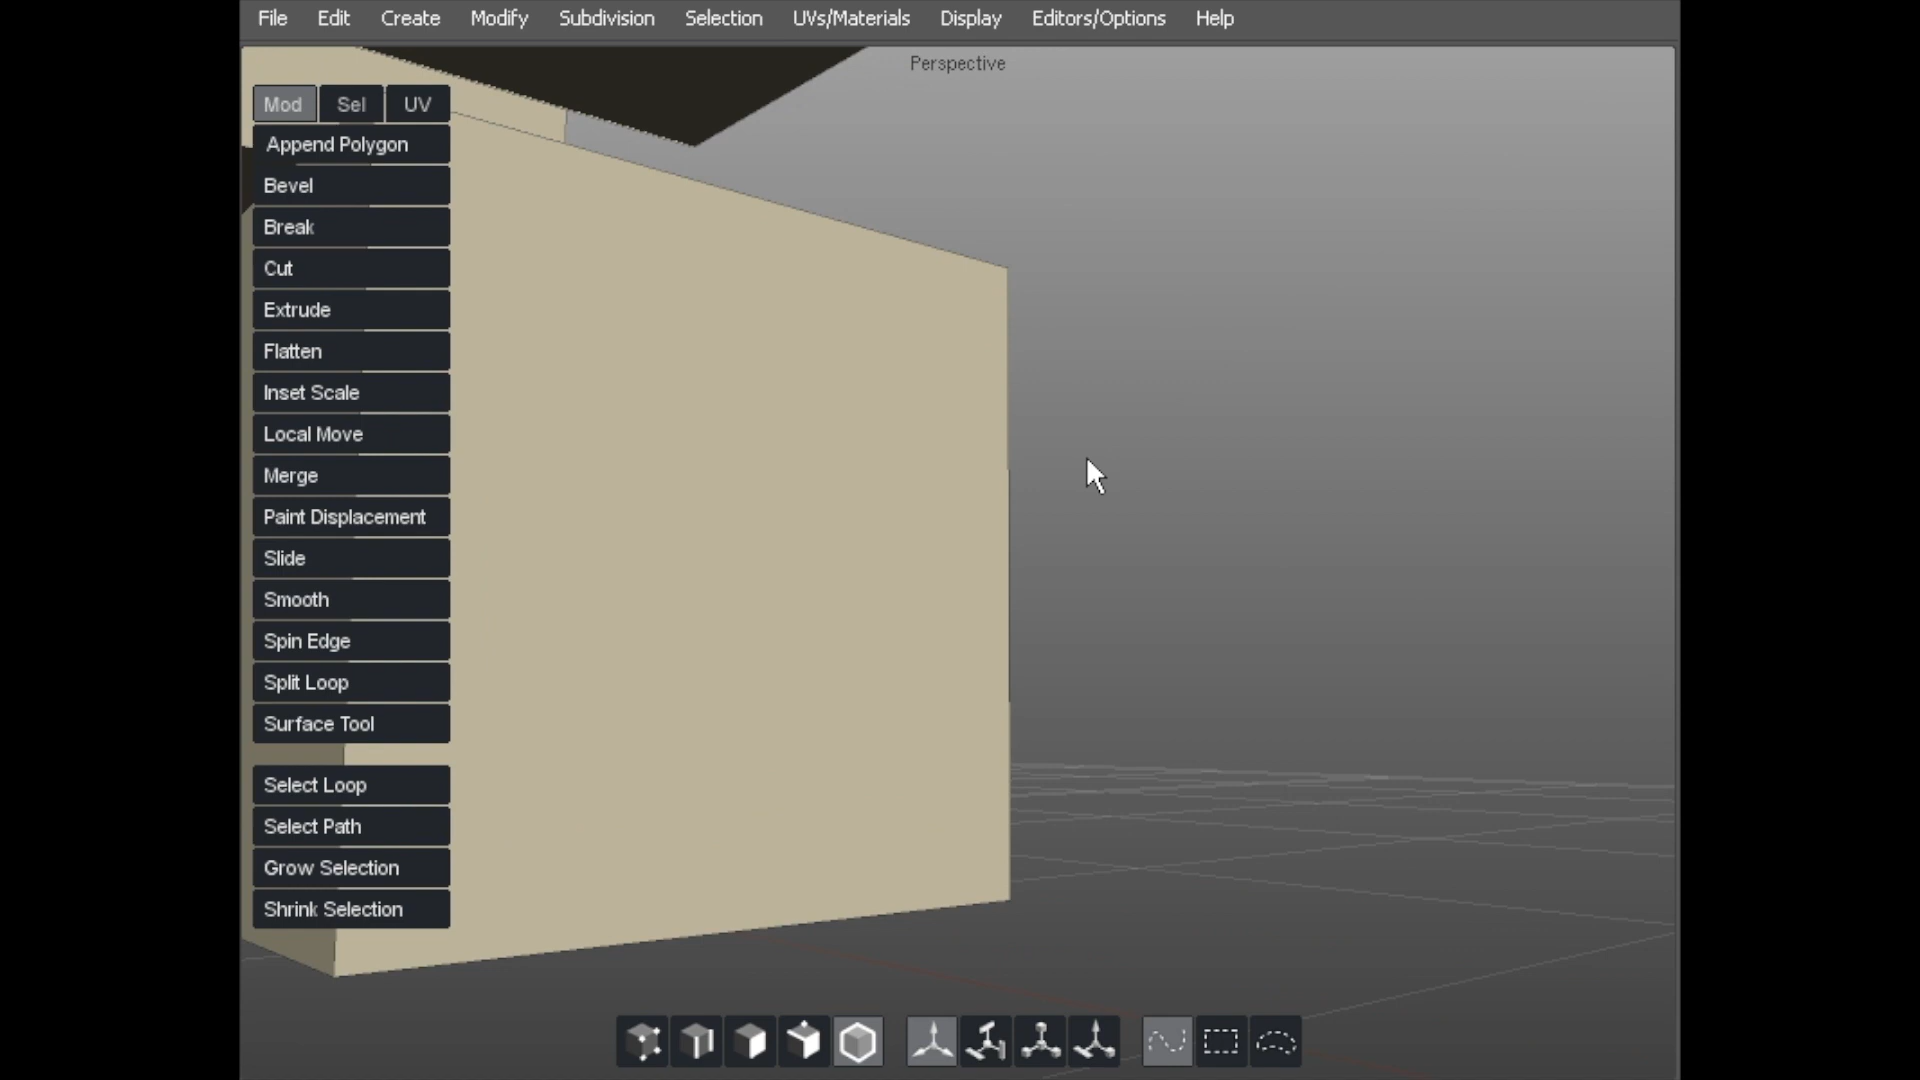 File Edit Create Modify Subdivision Selection UVs/Materials Display Editors/Options Help
Perspective
Mod Sel UV
Append Polygon
Bevel
Break
Cut
Extrude
Flatten
Inset Scale
Local Move
Merge
Paint Displacement
Slide
Smooth
Spin Edge
Split Loop
Surface Tool
Select Loop
Select Path
Grow Selection
Shrink Selection